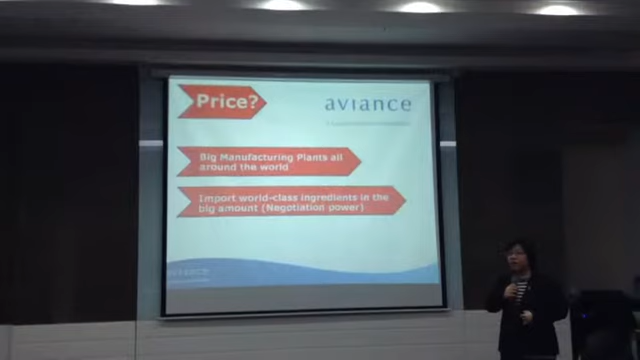 Price?
aviance
Big Manufacturing Plants all
around the world
Import world-class ingredients in the
big amount (Negotiation power)